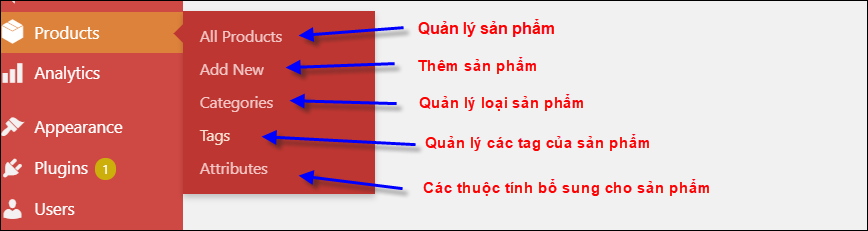 Products
All Products
Quản lý sản phẩm
Analytics
Add New
Thêm sản phẩm
Categories
Quản lý loại sản phẩm
Appearance
Tags
Quản lý các tag của sản phẩm
Plugins 1
Attributes
Các thuộc tính bổ sung cho sản phẩm
Users